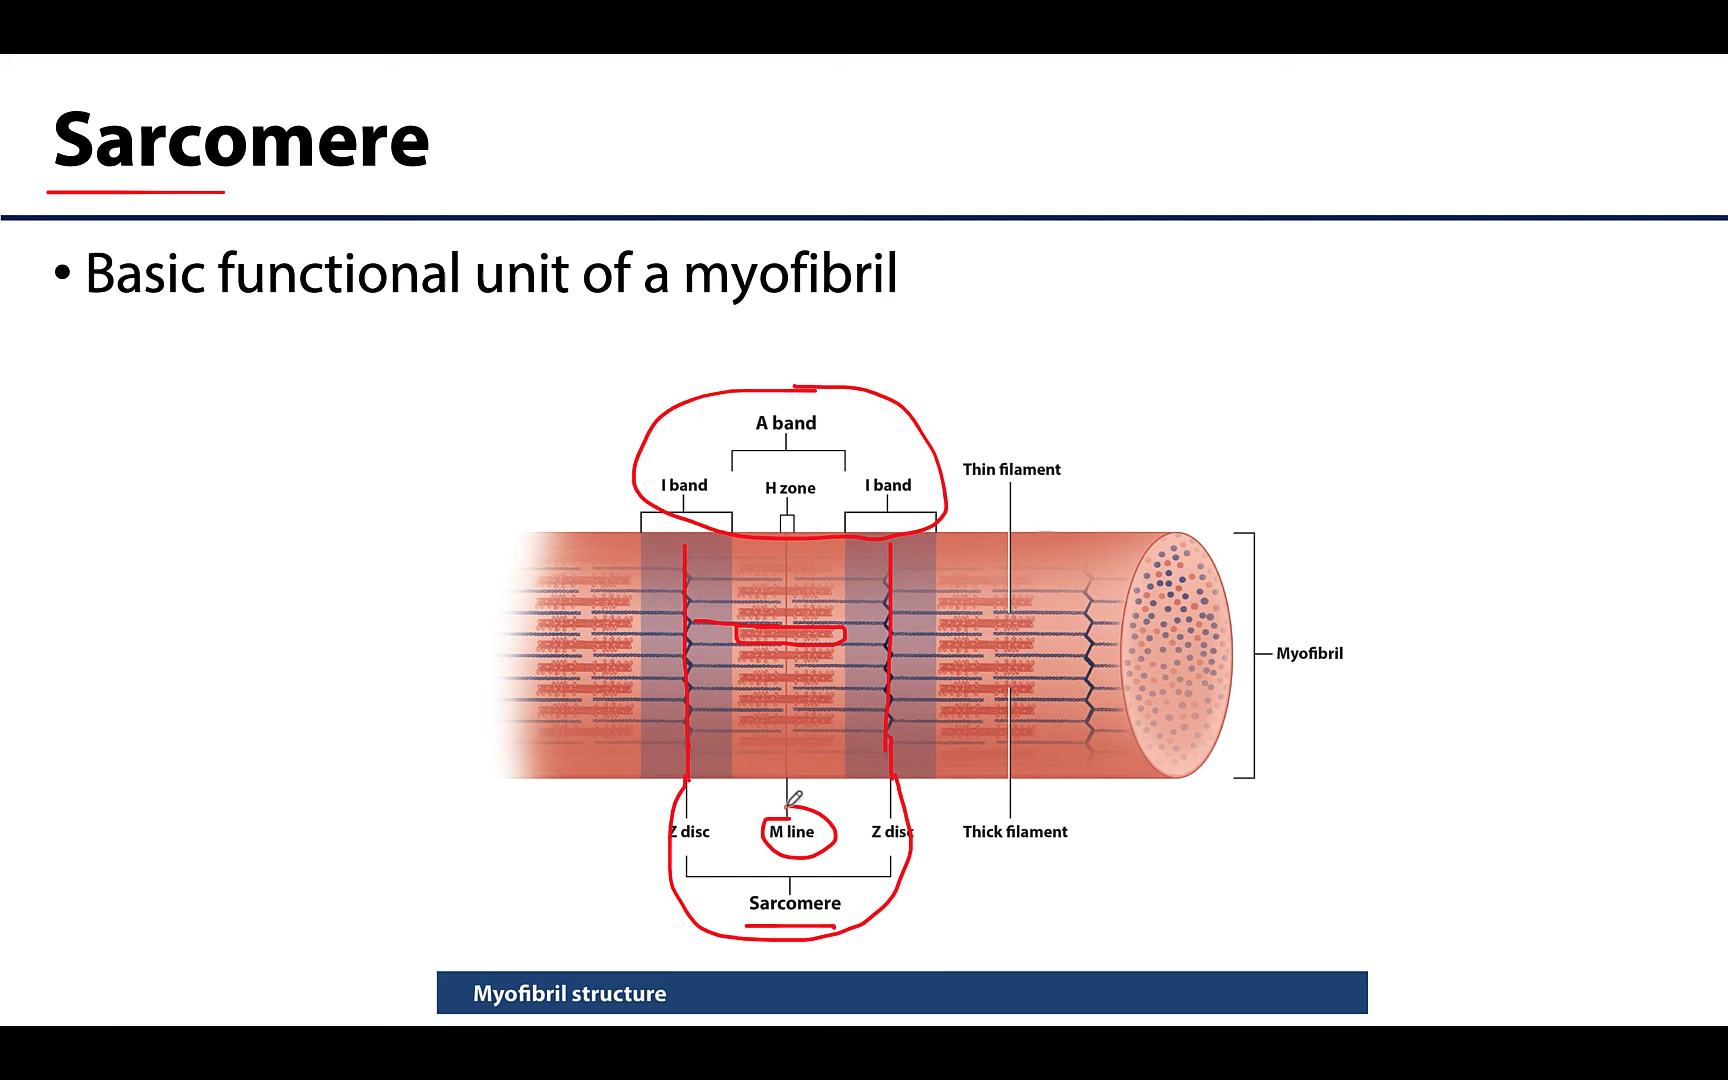 Sarcomere
• Basic functional unit of a myofibril
A band
I band
H zone
I band
Thin filament
Myofibril
Z disc
M line
Z disc
Thick filament
Sarcomere
Myofibril structure